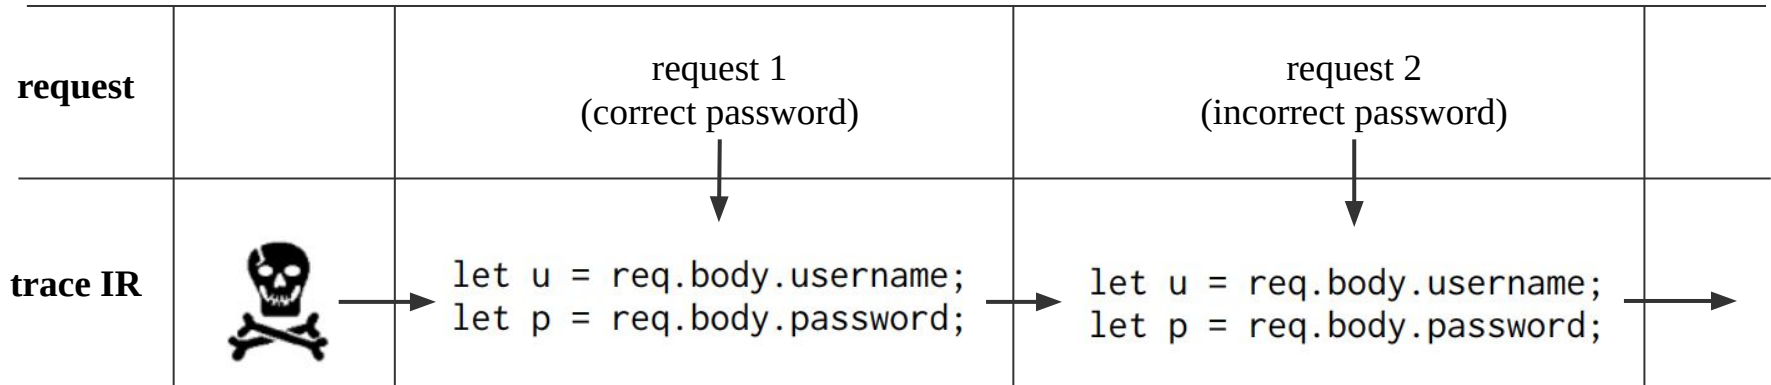 request
request 1
(correct password)
request 2
(incorrect password)
trace IR
let u = req.body.username;
let p = req.body.password;
let u = req.body.username;
let p = req.body.password;